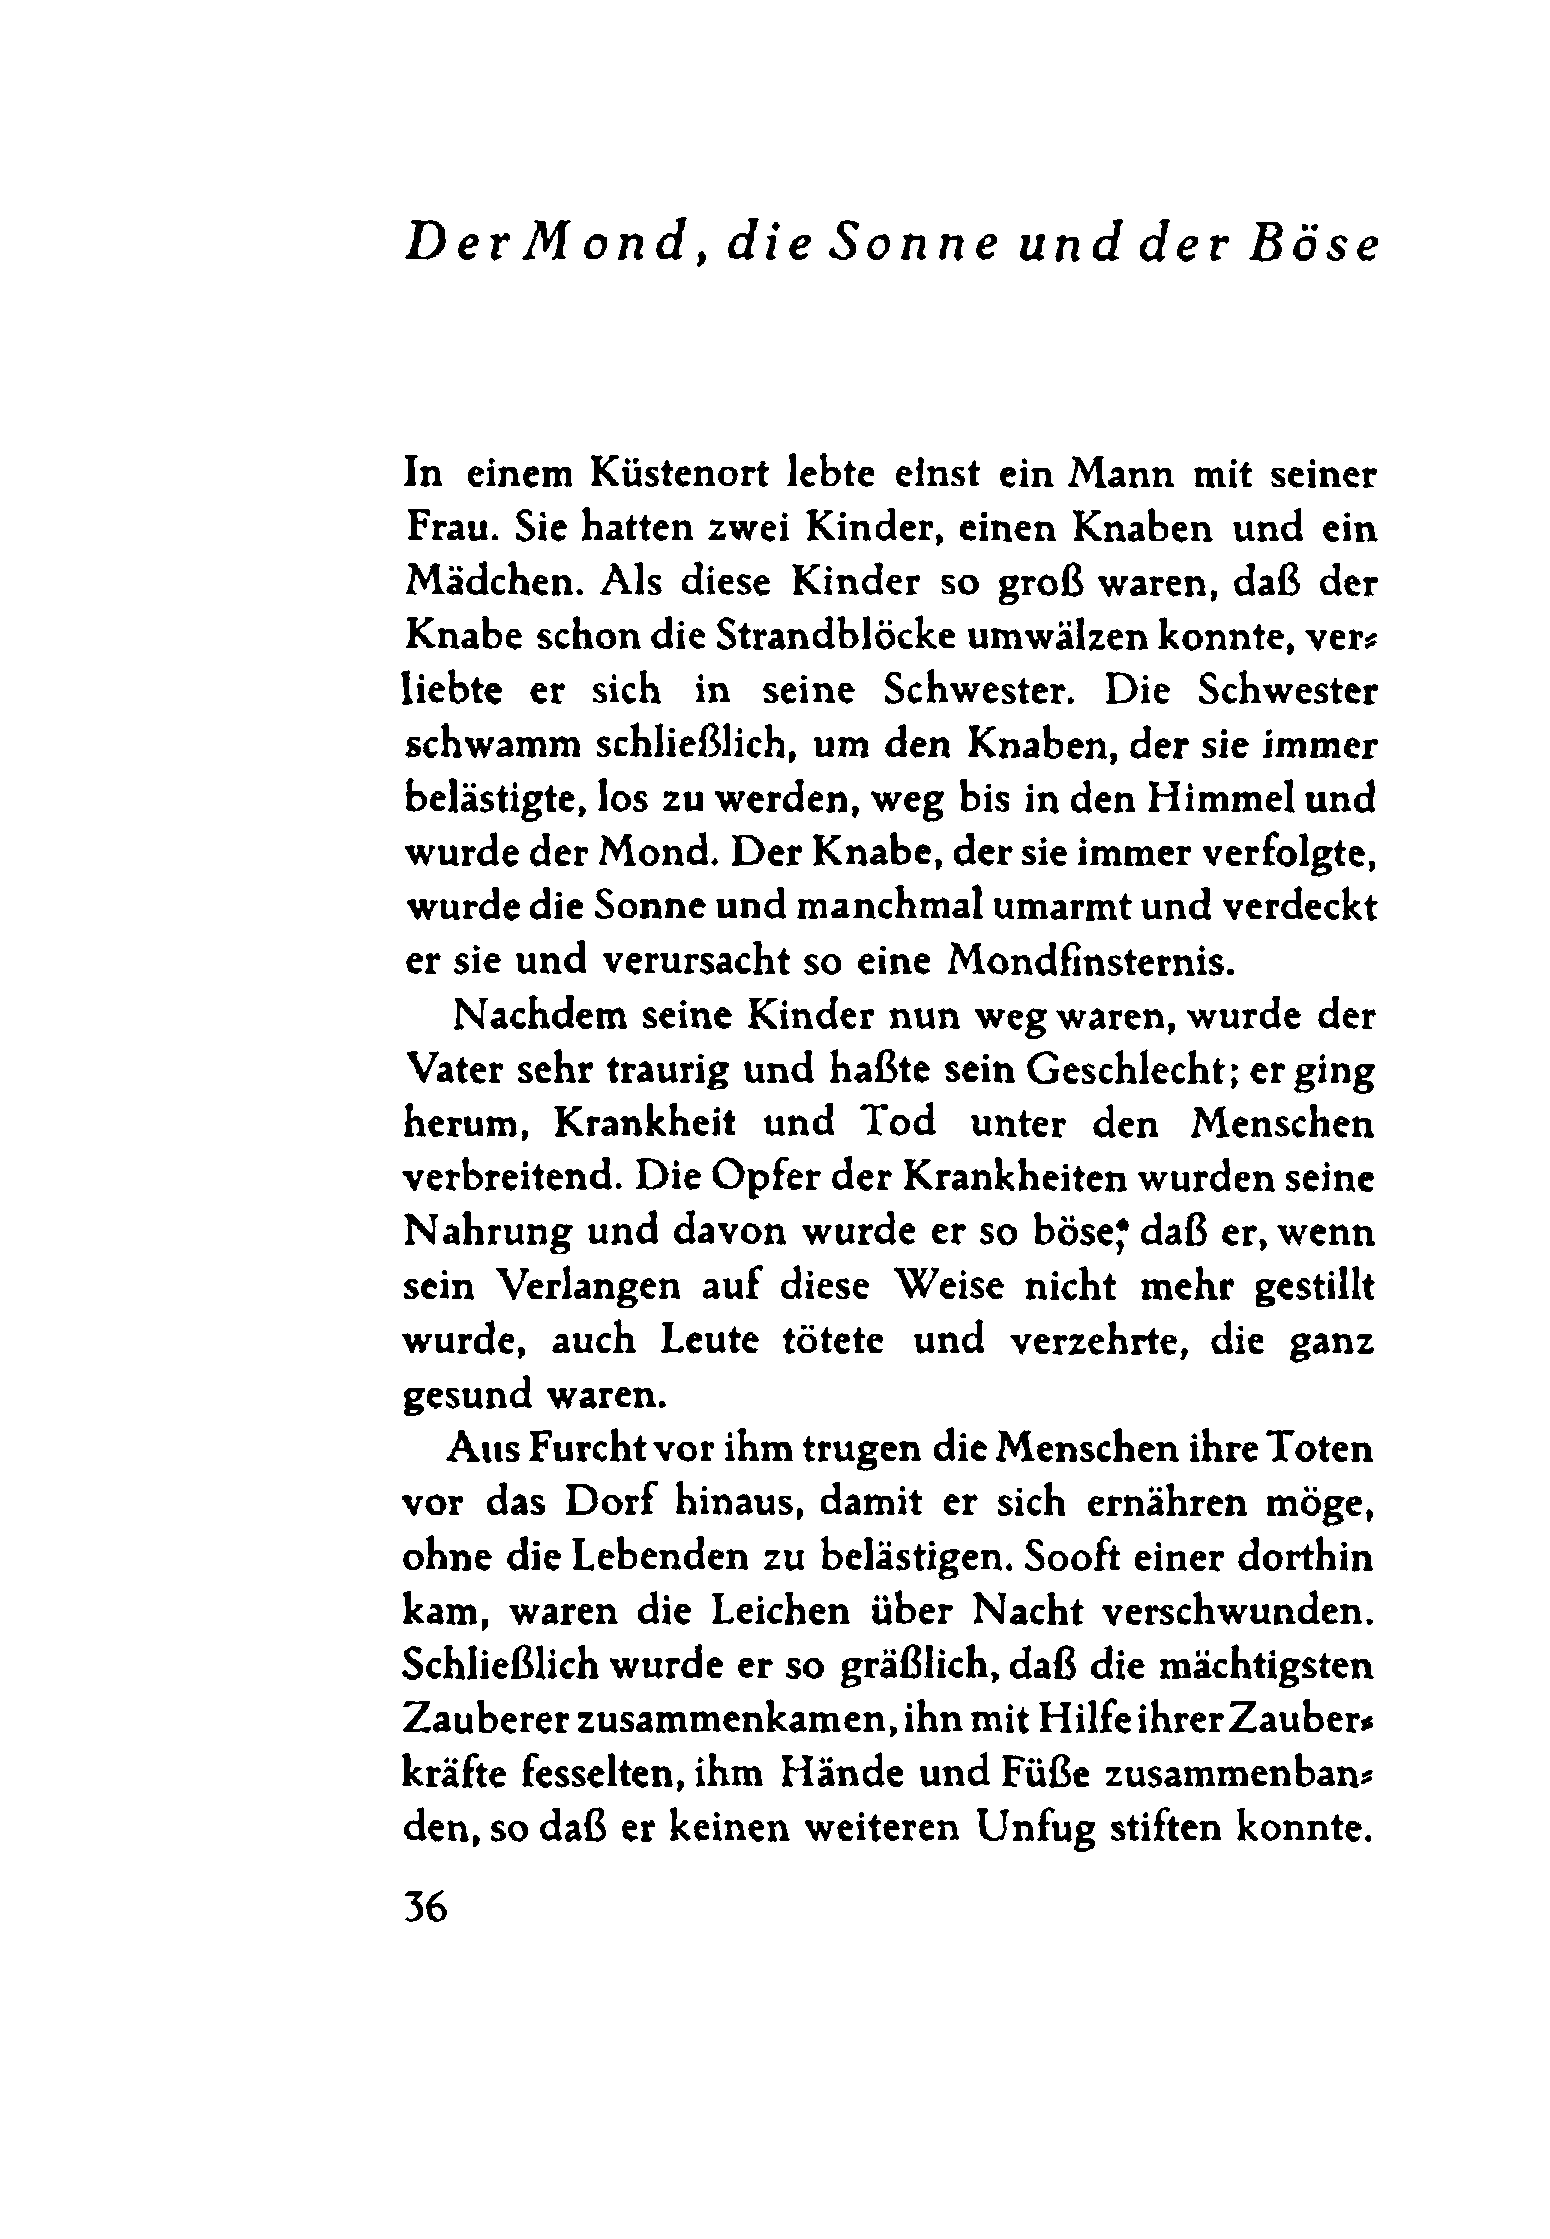 Der Mond, die Sonne und der Böse
In einem Küstenort lebte einst ein Mann mit seiner
Frau. Sie hatten zwei Kinder, einen Knaben und ein
Mädchen. Als diese Kinder so groß waren, daß der
Knabe schon die Strandblöcke umwälzen konnte, ver-
liebte er sich in seine Schwester. Die Schwester
schwamm schließlich, um den Knaben, der sie immer
belästigte, los zu werden, weg bis in den Himmel und
wurde der Mond. Der Knabe, der sie immer verfolgte,
wurde die Sonne und manchmal umarmt und verdeckt
er sie und verursacht so eine Mondfinsternis.
Nachdem seine Kinder nun weg waren, wurde der
Vater sehr traurig und haßte sein Geschlecht; er ging
herum, Krankheit und Tod unter den Menschen
verbreitend. Die Opfer der Krankheiten wurden seine
Nahrung und davon wurde er so böse, daß er, wenn
sein Verlangen auf diese Weise nicht mehr gestillt
wurde, auch Leute tötete und verzehrte, die ganz
gesund waren.
Aus Furcht vor ihm trugen die Menschen ihre Toten
vor das Dorf hinaus, damit er sich ernähren möge,
ohne die Lebenden zu belästigen. Sooft einer dorthin
kam, waren die Leichen über Nacht verschwunden.
Schließlich wurde er so gräßlich, daß die mächtigsten
Zauberer zusammenkamen, ihn mit Hilfe ihrer Zauber-
kräfte fesselten, ihm Hände und Füße zusammenban-
den, so daß er keinen weiteren Unfug stiften konnte.
36